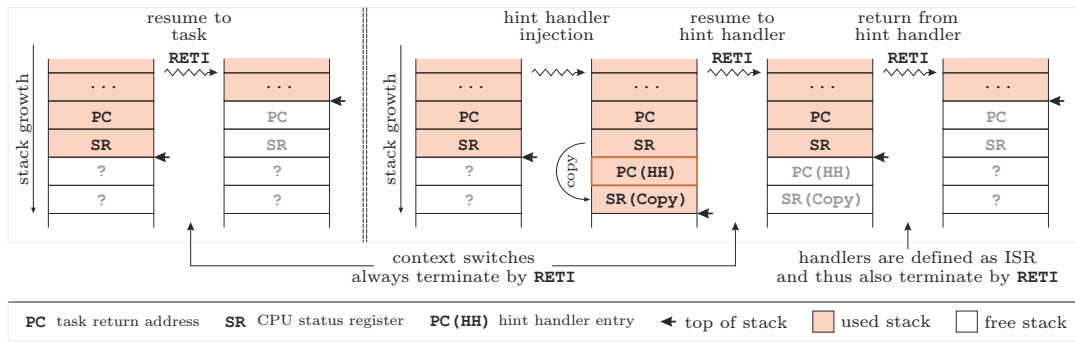 resume to
task
RETI
hint handler
injection
resume to
hint handler
RETI
return from
hint handler
RETI
stack growth
...
PC
SR
?
?
...
PC
SR
?
?
stack growth
...
PC
SR
?
?
copy
...
PC
SR
PC(HH)
SR(Copy)
...
PC
SR
PC(HH)
SR(Copy)
...
PC
SR
?
?
context switches
always terminate by RETI
handlers are defined as ISR
and thus also terminate by RETI
PC task return address SR CPU status register PC(HH) hint handler entry top of stack used stack free stack